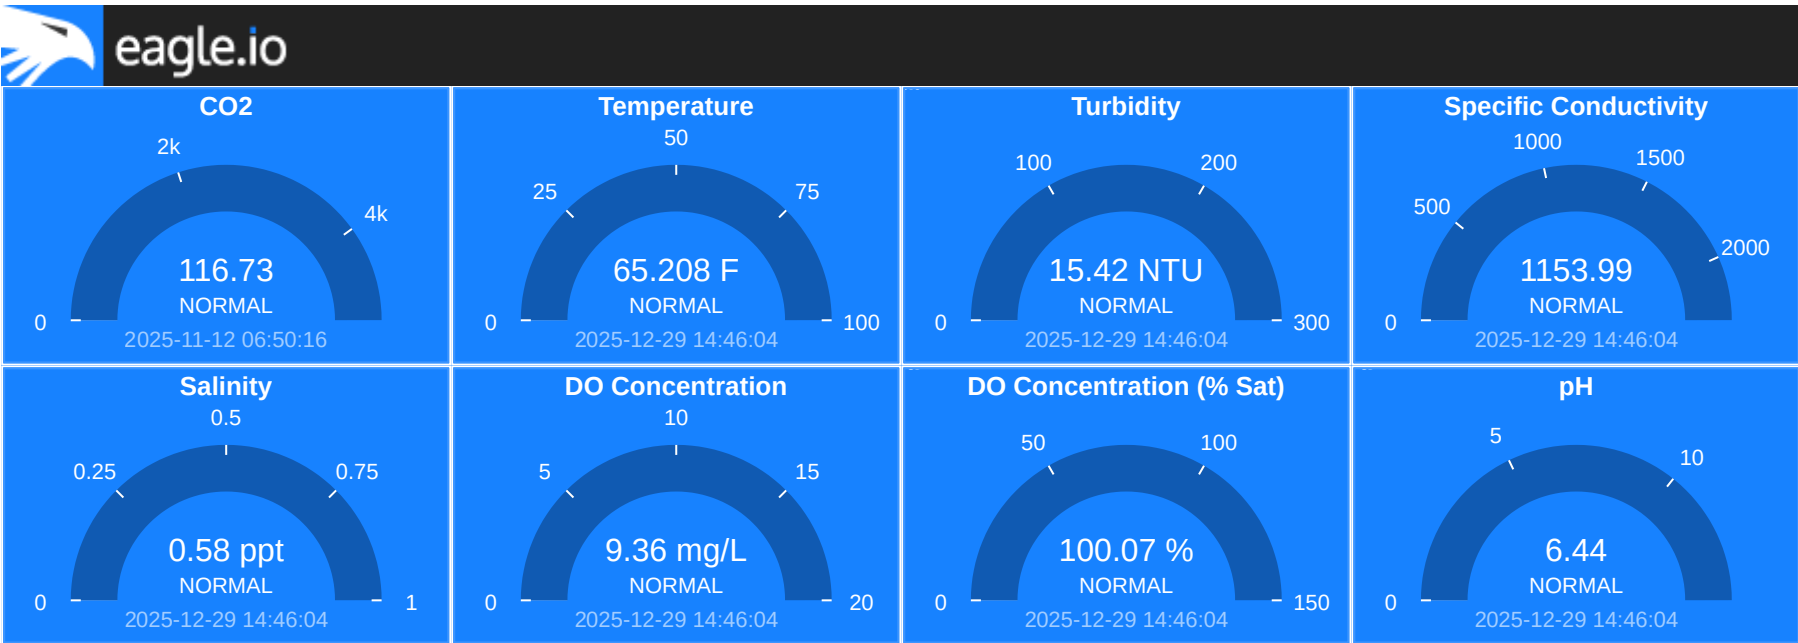 eagle.io
CO2
2k
4k
0
116.73
NORMAL
2025-11-12 06:50:16
Temperature
50
25
75
0
100
65.208 F
NORMAL
2025-12-29 14:46:04
Turbidity
100
200
0
300
15.42 NTU
NORMAL
2025-12-29 14:46:04
Specific Conductivity
1000
1500
500
2000
0
1153.99
NORMAL
2025-12-29 14:46:04
Salinity
0.5
0.25
0.75
0
1
0.58 ppt
NORMAL
2025-12-29 14:46:04
DO Concentration
10
5
15
0
20
9.36 mg/L
NORMAL
2025-12-29 14:46:04
DO Concentration (% Sat)
50
100
0
150
100.07 %
NORMAL
2025-12-29 14:46:04
pH
5
10
0
6.44
NORMAL
2025-12-29 14:46:04